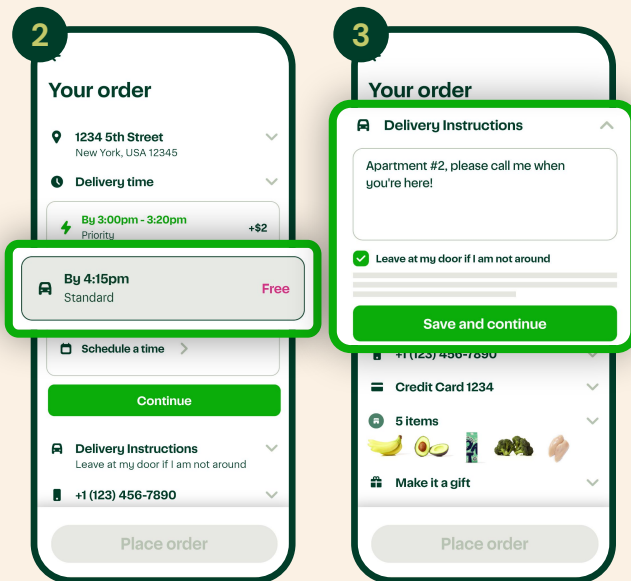 2
Your order
1234 5th Street
New York, USA 12345
Delivery time
By 3:00pm - 3:20pm
Priority
+$2
By 4:15pm
Standard
Free
Schedule a time
Continue
Delivery Instructions
Leave at my door if I am not around
+1 (123) 456-7890
Place order
3
Your order
Delivery Instructions
Apartment #2, please call me when
you're here!
Leave at my door if I am not around
Save and continue
+1 (123) 456-7890
Credit Card 1234
5 items
Make it a gift
Place order